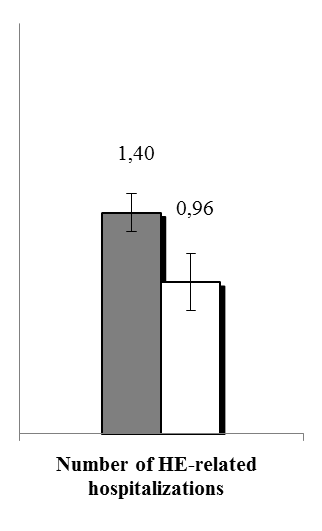 1,40
0,96
Number of HE-related
hospitalizations